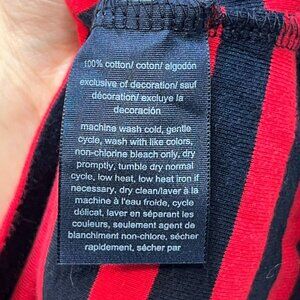 100% cotton/ coton/ algodón
exclusive of decoration/ sauf
décoration/ excluye la
decoración
machine wash cold, gentle
cycle, wash with like colors,
non-chlorine bleach only, dry
promptly, tumble dry normal
cycle, low heat, low heat iron if
necessary, dry clean/laver à la
machine à l'eau froide, cycle
délicat, laver en séparant les
couleurs, seulement agent de
blanchiment non-chlore, sécher
rapidement, sécher par